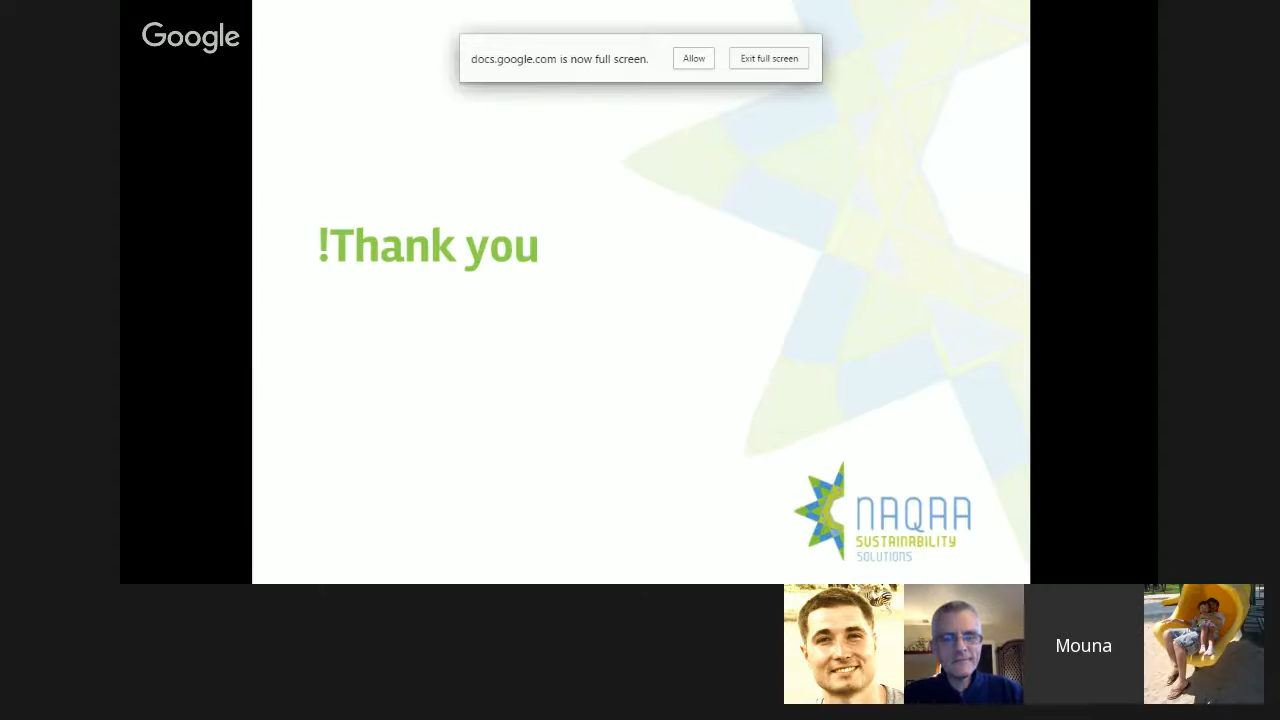 Google
docs.google.com is now full screen.
Allow
Exit full screen
!Thank you
NAQAA
SUSTAINABILITY
SOLUTIONS
Mouna